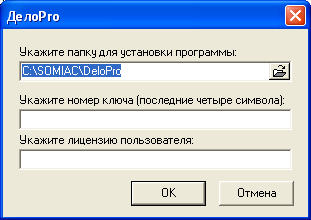 ДелоPro
Укажите папку для установки программы:
C:\SOMIAC\DeloPro
Укажите номер ключа (последние четыре символа):
Укажите лицензию пользователя:
OK
Отмена